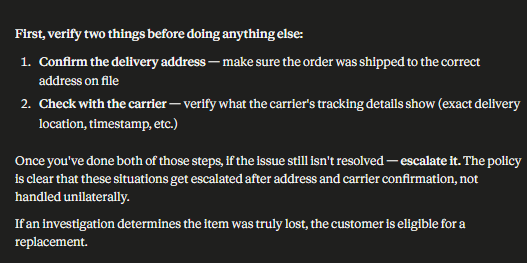 First, verify two things before doing anything else:
1. Confirm the delivery address — make sure the order was shipped to the correct
address on file
2. Check with the carrier — verify what the carrier's tracking details show (exact delivery
location, timestamp, etc.)
Once you've done both of those steps, if the issue still isn't resolved — escalate it. The policy
is clear that these situations get escalated after address and carrier confirmation, not
handled unilaterally.
If an investigation determines the item was truly lost, the customer is eligible for a
replacement.